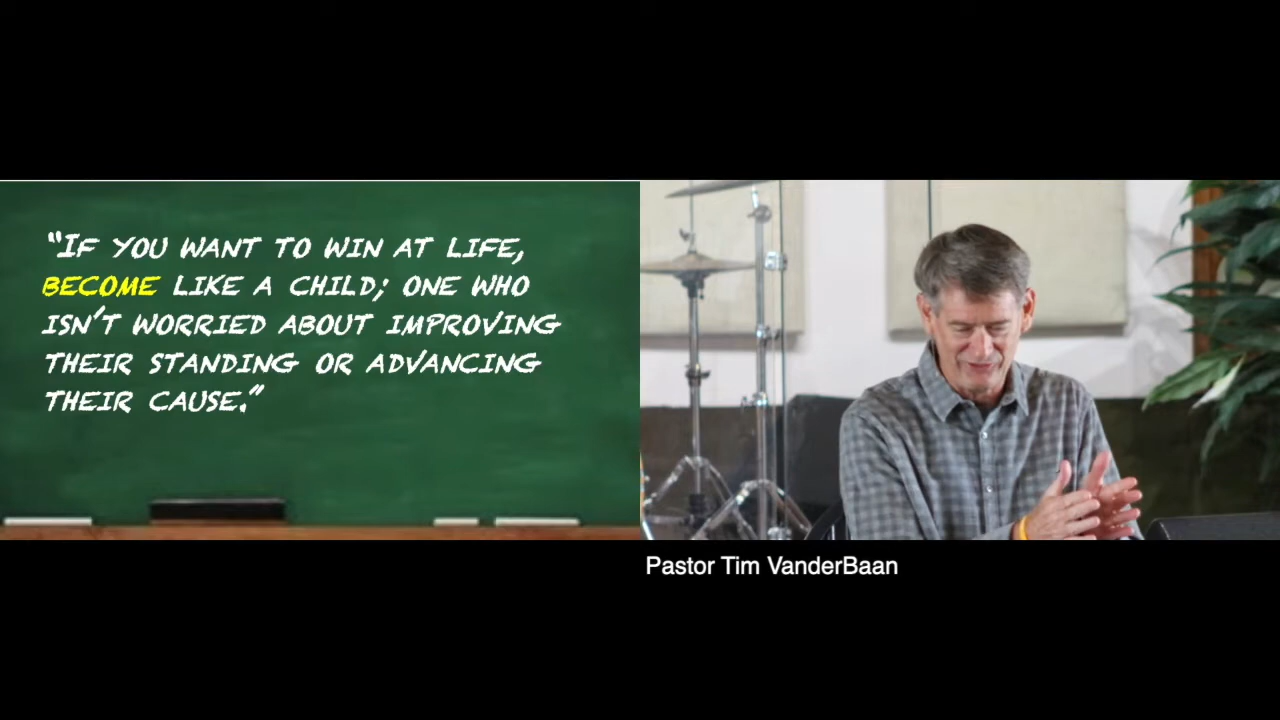 “If you want to win at life,
become like a child; one who
isn’t worried about improving
their standing or advancing
their cause.”
Pastor Tim VanderBaan